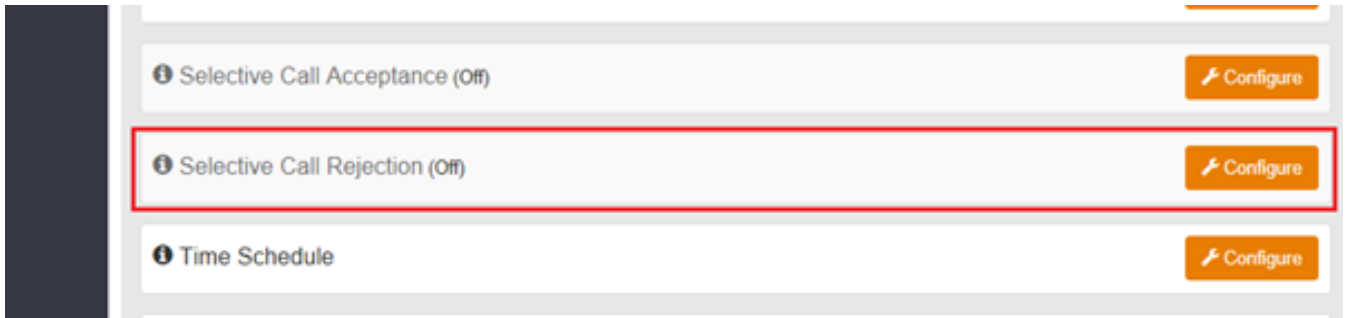 Selective Call Acceptance (Off) Configure
Selective Call Rejection (Off) Configure
Time Schedule Configure